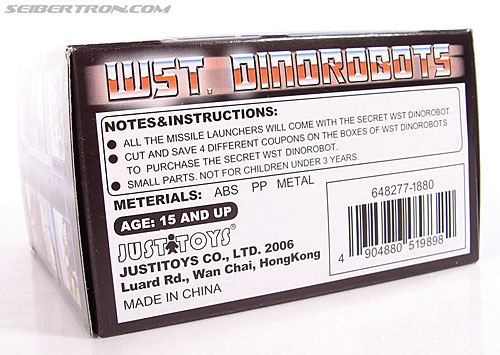 SEIBERTRON.COM
WST. DINOROBOTS
NOTES&INSTRUCTIONS:
● ALL THE MISSILE LAUNCHERS WILL COME WITH THE SECRET WST DINOROBOT.
● CUT AND SAVE 4 DIFFERENT COUPONS ON THE BOXES OF WST DINOROBOTS
TO PURCHASE THE SECRET WST DINOROBOT.
● SMALL PARTS. NOT FOR CHILDREN UNDER 3 YEARS.
METERIALS: ABS PP METAL
AGE: 15 AND UP
JUSTITOYS
JUSTITOYS CO., LTD. 2006
Luard Rd., Wan Chai, HongKong
MADE IN CHINA
648277-1880
4 904880 519898